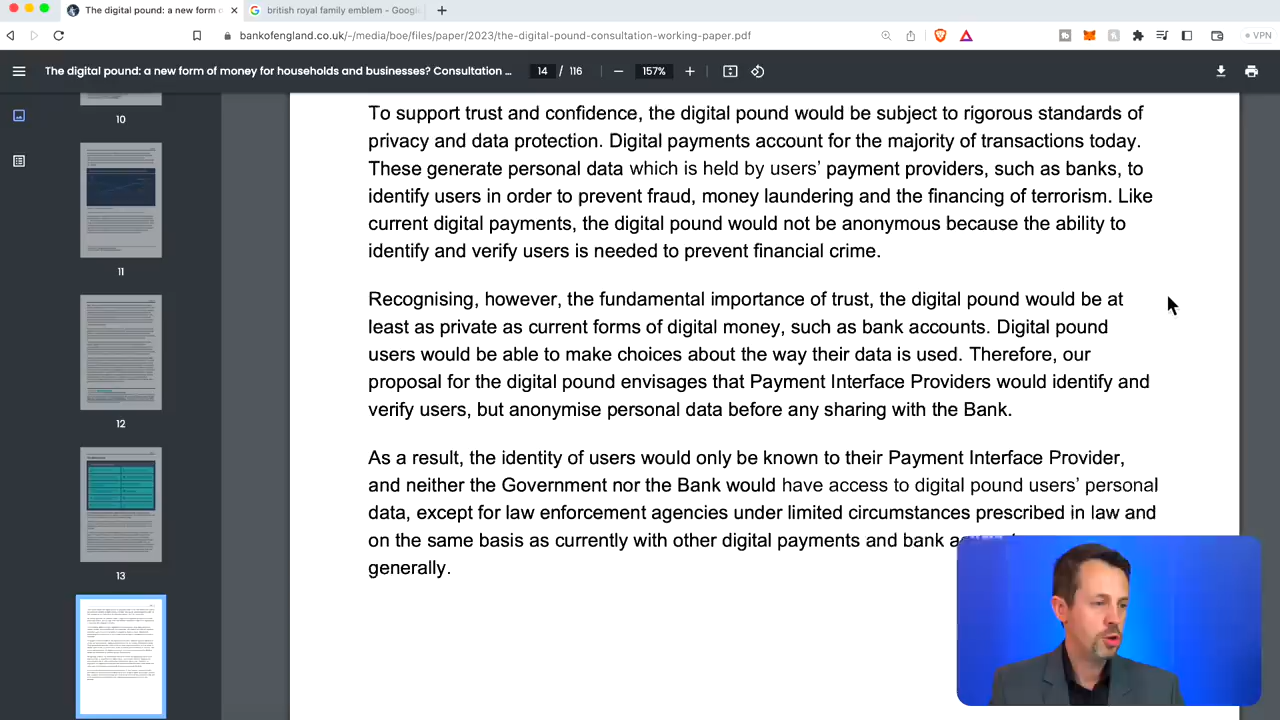 The digital pound: a new form o
british royal family emblem - Googl
bankofengland.co.uk/-/media/boe/files/paper/2023/the-digital-pound-consultation-working-paper.pdf
VPN
The digital pound: a new form of money for households and businesses? Consultation ...
14 / 116
157%
10
11
12
13
To support trust and confidence, the digital pound would be subject to rigorous standards of
privacy and data protection. Digital payments account for the majority of transactions today.
These generate personal data which is held by users' payment providers, such as banks, to
identify users in order to prevent fraud, money laundering and the financing of terrorism. Like
current digital payments, the digital pound would not be anonymous because the ability to
identify and verify users is needed to prevent financial crime.
Recognising, however, the fundamental importance of trust, the digital pound would be at
least as private as current forms of digital money, such as bank accounts. Digital pound
users would be able to make choices about the way their data is used. Therefore, our
proposal for the digital pound envisages that Payment Interface Providers would identify and
verify users, but anonymise personal data before any sharing with the Bank.
As a result, the identity of users would only be known to their Payment Interface Provider,
and neither the Government nor the Bank would have access to digital pound users' personal
data, except for law enforcement agencies under limited circumstances prescribed in law and
on the same basis as currently with other digital payments and bank
generally.